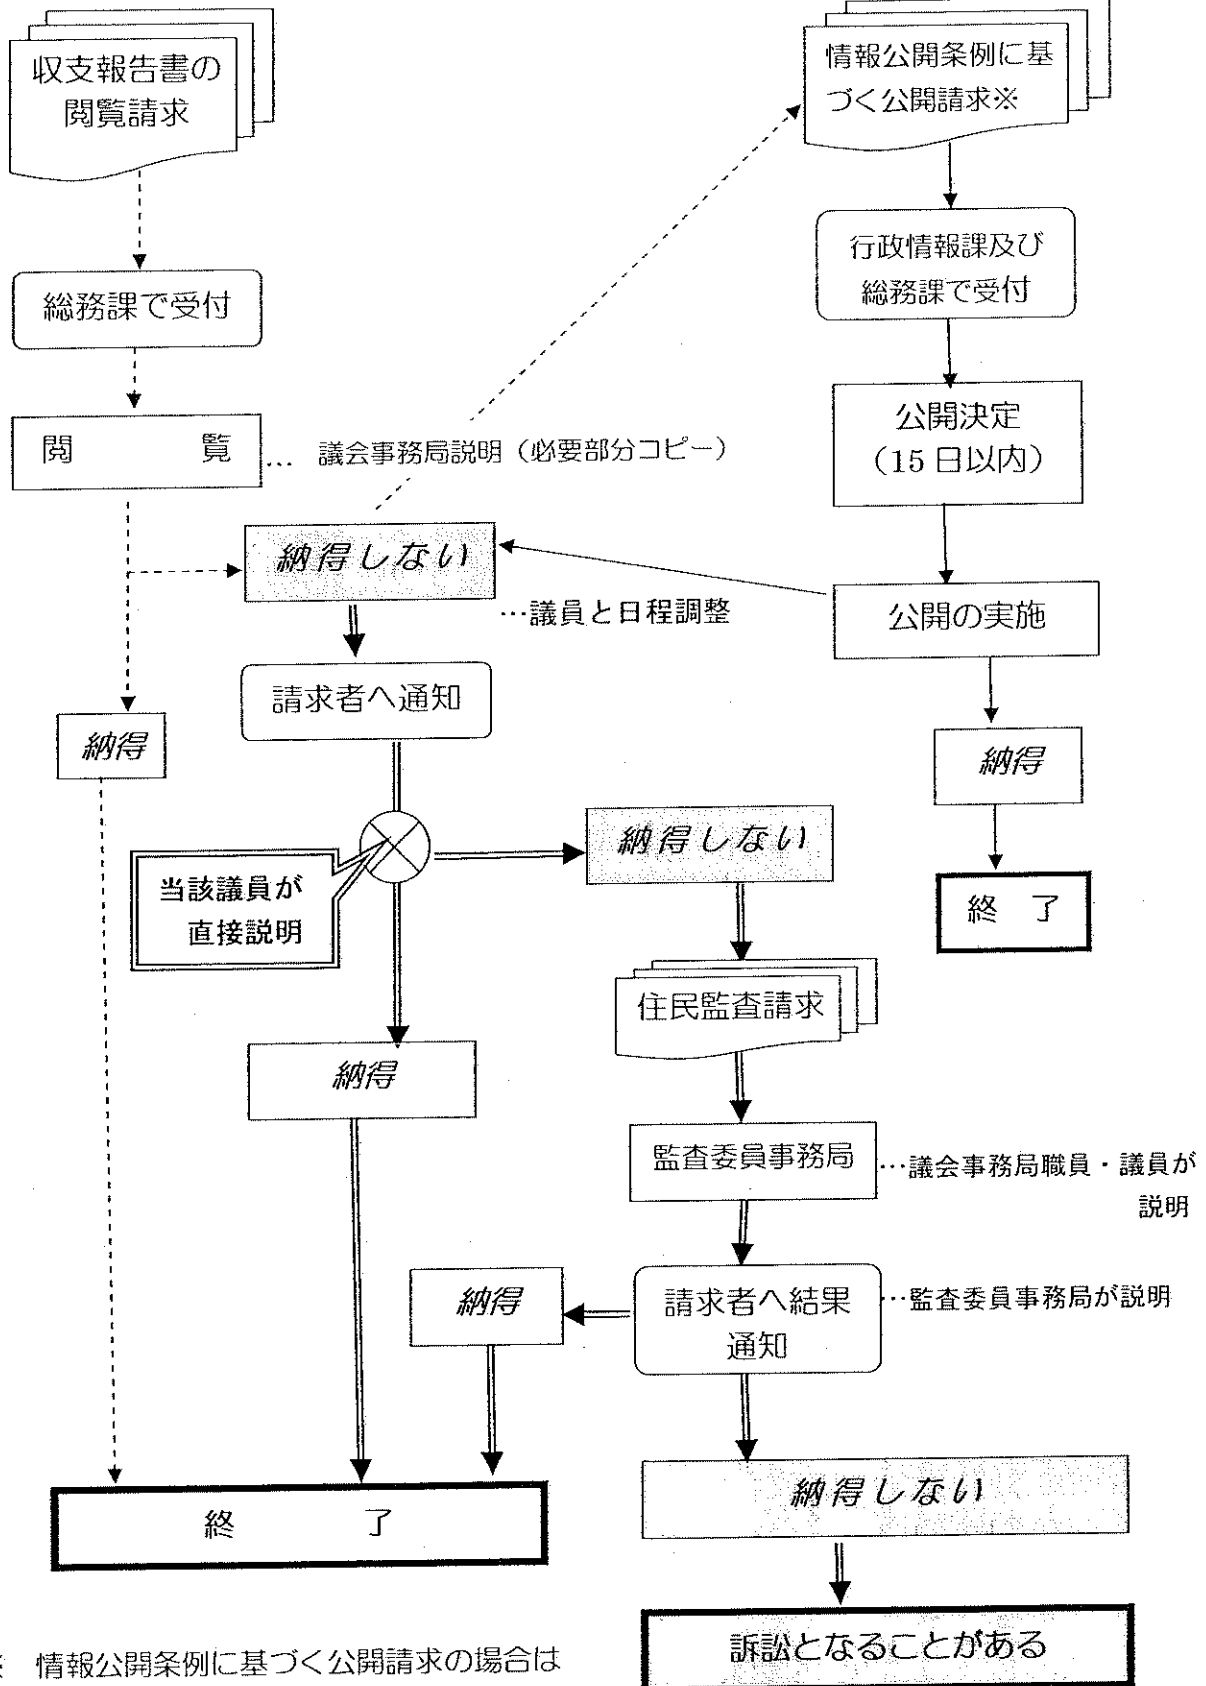 収支報告書の
閲覧請求
総務課で受付
閲　　　　覧
… 議会事務局説明（必要部分コピー）
情報公開条例に基
づく公開請求※
行政情報課及び
総務課で受付
公開決定
（15日以内）
公開の実施
納得
終　了
納得しない
…議員と日程調整
請求者へ通知
納得
当該議員が
直接説明
納得しない
住民監査請求
納得
監査委員事務局
…議会事務局職員・議員が
説明
請求者へ結果
通知
…監査委員事務局が説明
納得
納得しない
終　　　　了
訴訟となることがある
情報公開条例に基づく公開請求の場合は